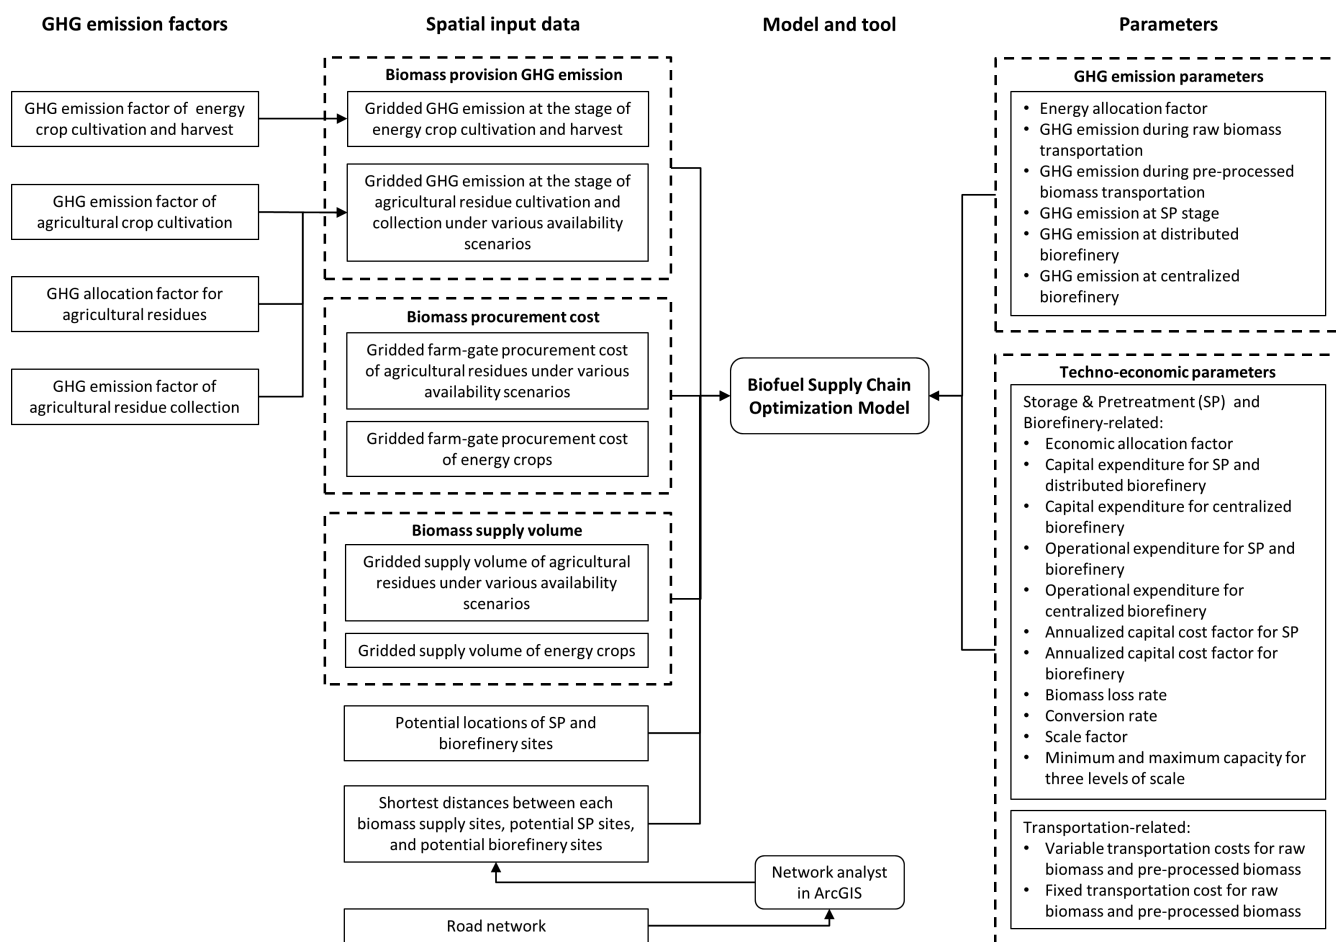 GHG emission factors
Spatial input data
Model and tool
Parameters
GHG emission factor of energy
crop cultivation and harvest
GHG emission factor of
agricultural crop cultivation
GHG allocation factor for
agricultural residues
GHG emission factor of
agricultural residue collection
Biomass provision GHG emission
Gridded GHG emission at the stage of
energy crop cultivation and harvest
Gridded GHG emission at the stage of
agricultural residue cultivation and
collection under various availability
scenarios
Biomass procurement cost
Gridded farm-gate procurement cost
of agricultural residues under various
availability scenarios
Gridded farm-gate procurement cost
of energy crops
Biomass supply volume
Gridded supply volume of agricultural
residues under various availability
scenarios
Gridded supply volume of energy crops
Potential locations of SP and
biorefinery sites
Shortest distances between each
biomass supply sites, potential SP sites,
and potential biorefinery sites
Road network
Biofuel Supply Chain
Optimization Model
Network analyst
in ArcGIS
GHG emission parameters
• Energy allocation factor
• GHG emission during raw biomass
transportation
• GHG emission during pre-processed
biomass transportation
• GHG emission at SP stage
• GHG emission at distributed
biorefinery
• GHG emission at centralized
biorefinery
Techno-economic parameters
Storage & Pretreatment (SP) and
Biorefinery-related:
• Economic allocation factor
• Capital expenditure for SP and
distributed biorefinery
• Capital expenditure for centralized
biorefinery
• Operational expenditure for SP and
biorefinery
• Operational expenditure for
centralized biorefinery
• Annualized capital cost factor for SP
• Annualized capital cost factor for
biorefinery
• Biomass loss rate
• Conversion rate
• Scale factor
• Minimum and maximum capacity for
three levels of scale
Transportation-related:
• Variable transportation costs for raw
biomass and pre-processed biomass
• Fixed transportation cost for raw
biomass and pre-processed biomass